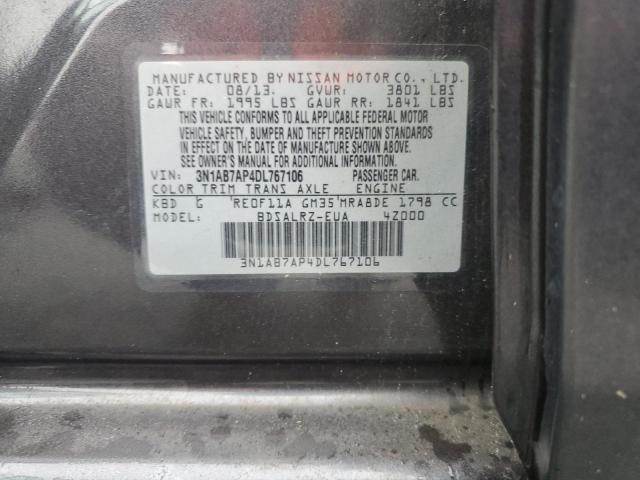 MANUFACTURED BY NISSAN MOTOR CO., LTD.
DATE: 08/13. GVWR: 3801 LBS
GAWR FR: 1995 LBS GAWR RR: 1841 LBS
THIS VEHICLE CONFORMS TO ALL APPLICABLE FEDERAL MOTOR
VEHICLE SAFETY, BUMPER AND THEFT PREVENTION STANDARDS
IN EFFECT ON THE DATE OF MANUFACTURE SHOWN ABOVE.
SEE OWNER'S MANUAL FOR ADDITIONAL INFORMATION.
VIN: 3N1AB7AP4DL767106 PASSENGER CAR.
COLOR TRIM TRANS AXLE ENGINE
KBD G RE0F11A GM35 MRA8DE 1798 CC
MODEL: BDSALRZ-EUA 4Z000
3N1AB7AP4DL767106